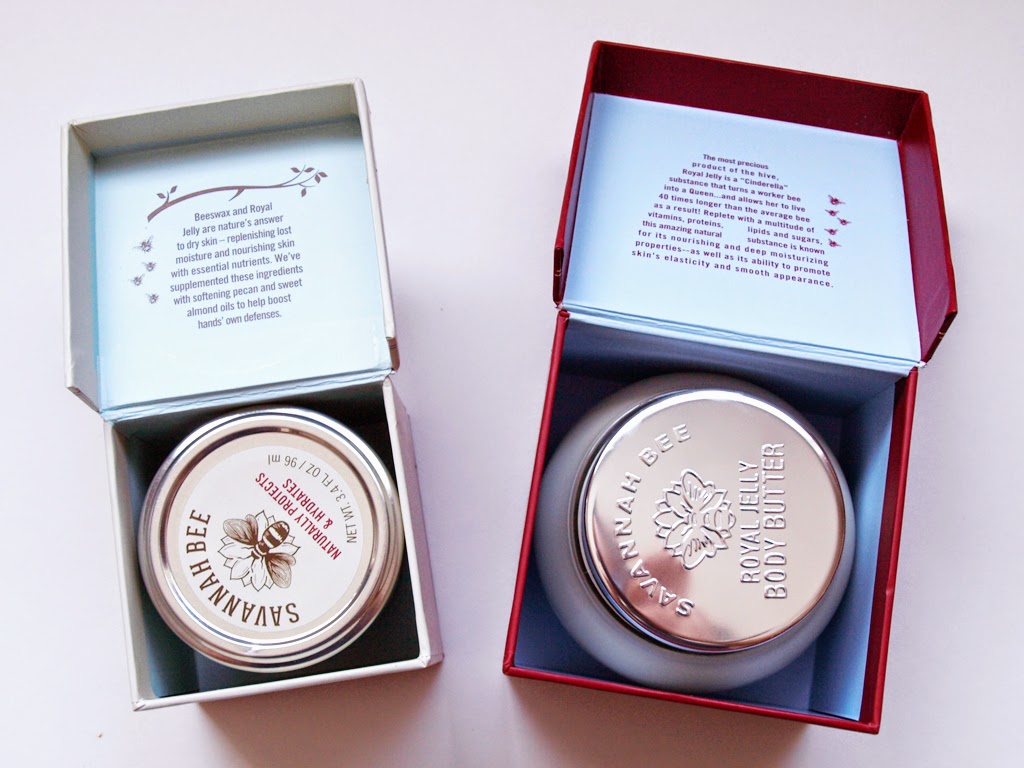 Beeswax and Royal
Jelly are nature's answer
to dry skin – replenishing lost
moisture and nourishing skin
with essential nutrients. We've
supplemented these ingredients
with softening pecan and sweet
almond oils to help boost
hands' own defenses.
SAVANNAH BEE
NATURALLY PROTECTS
& HYDRATES
NET WT. 3.4 FL OZ / 96 ml
The most precious
product of the hive,
Royal Jelly is a "Cinderella"
substance that turns a worker bee
into a Queen...and allows her to live
40 times longer than the average bee
as a result! Replete with a multitude of
vitamins, proteins, lipids and sugars,
this amazing natural substance is known
for its nourishing and deep moisturizing
properties--as well as its ability to promote
skin's elasticity and smooth appearance.
SAVANNAH BEE
ROYAL JELLY
BODY BUTTER